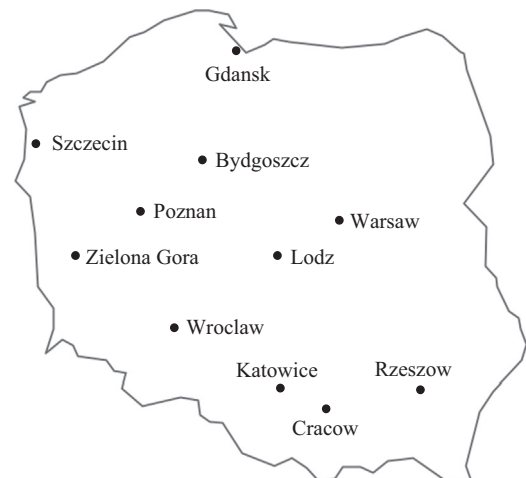 Gdansk
Szczecin
Bydgoszcz
Poznan
Warsaw
Zielona Gora
Lodz
Wroclaw
Katowice
Rzeszow
Cracow